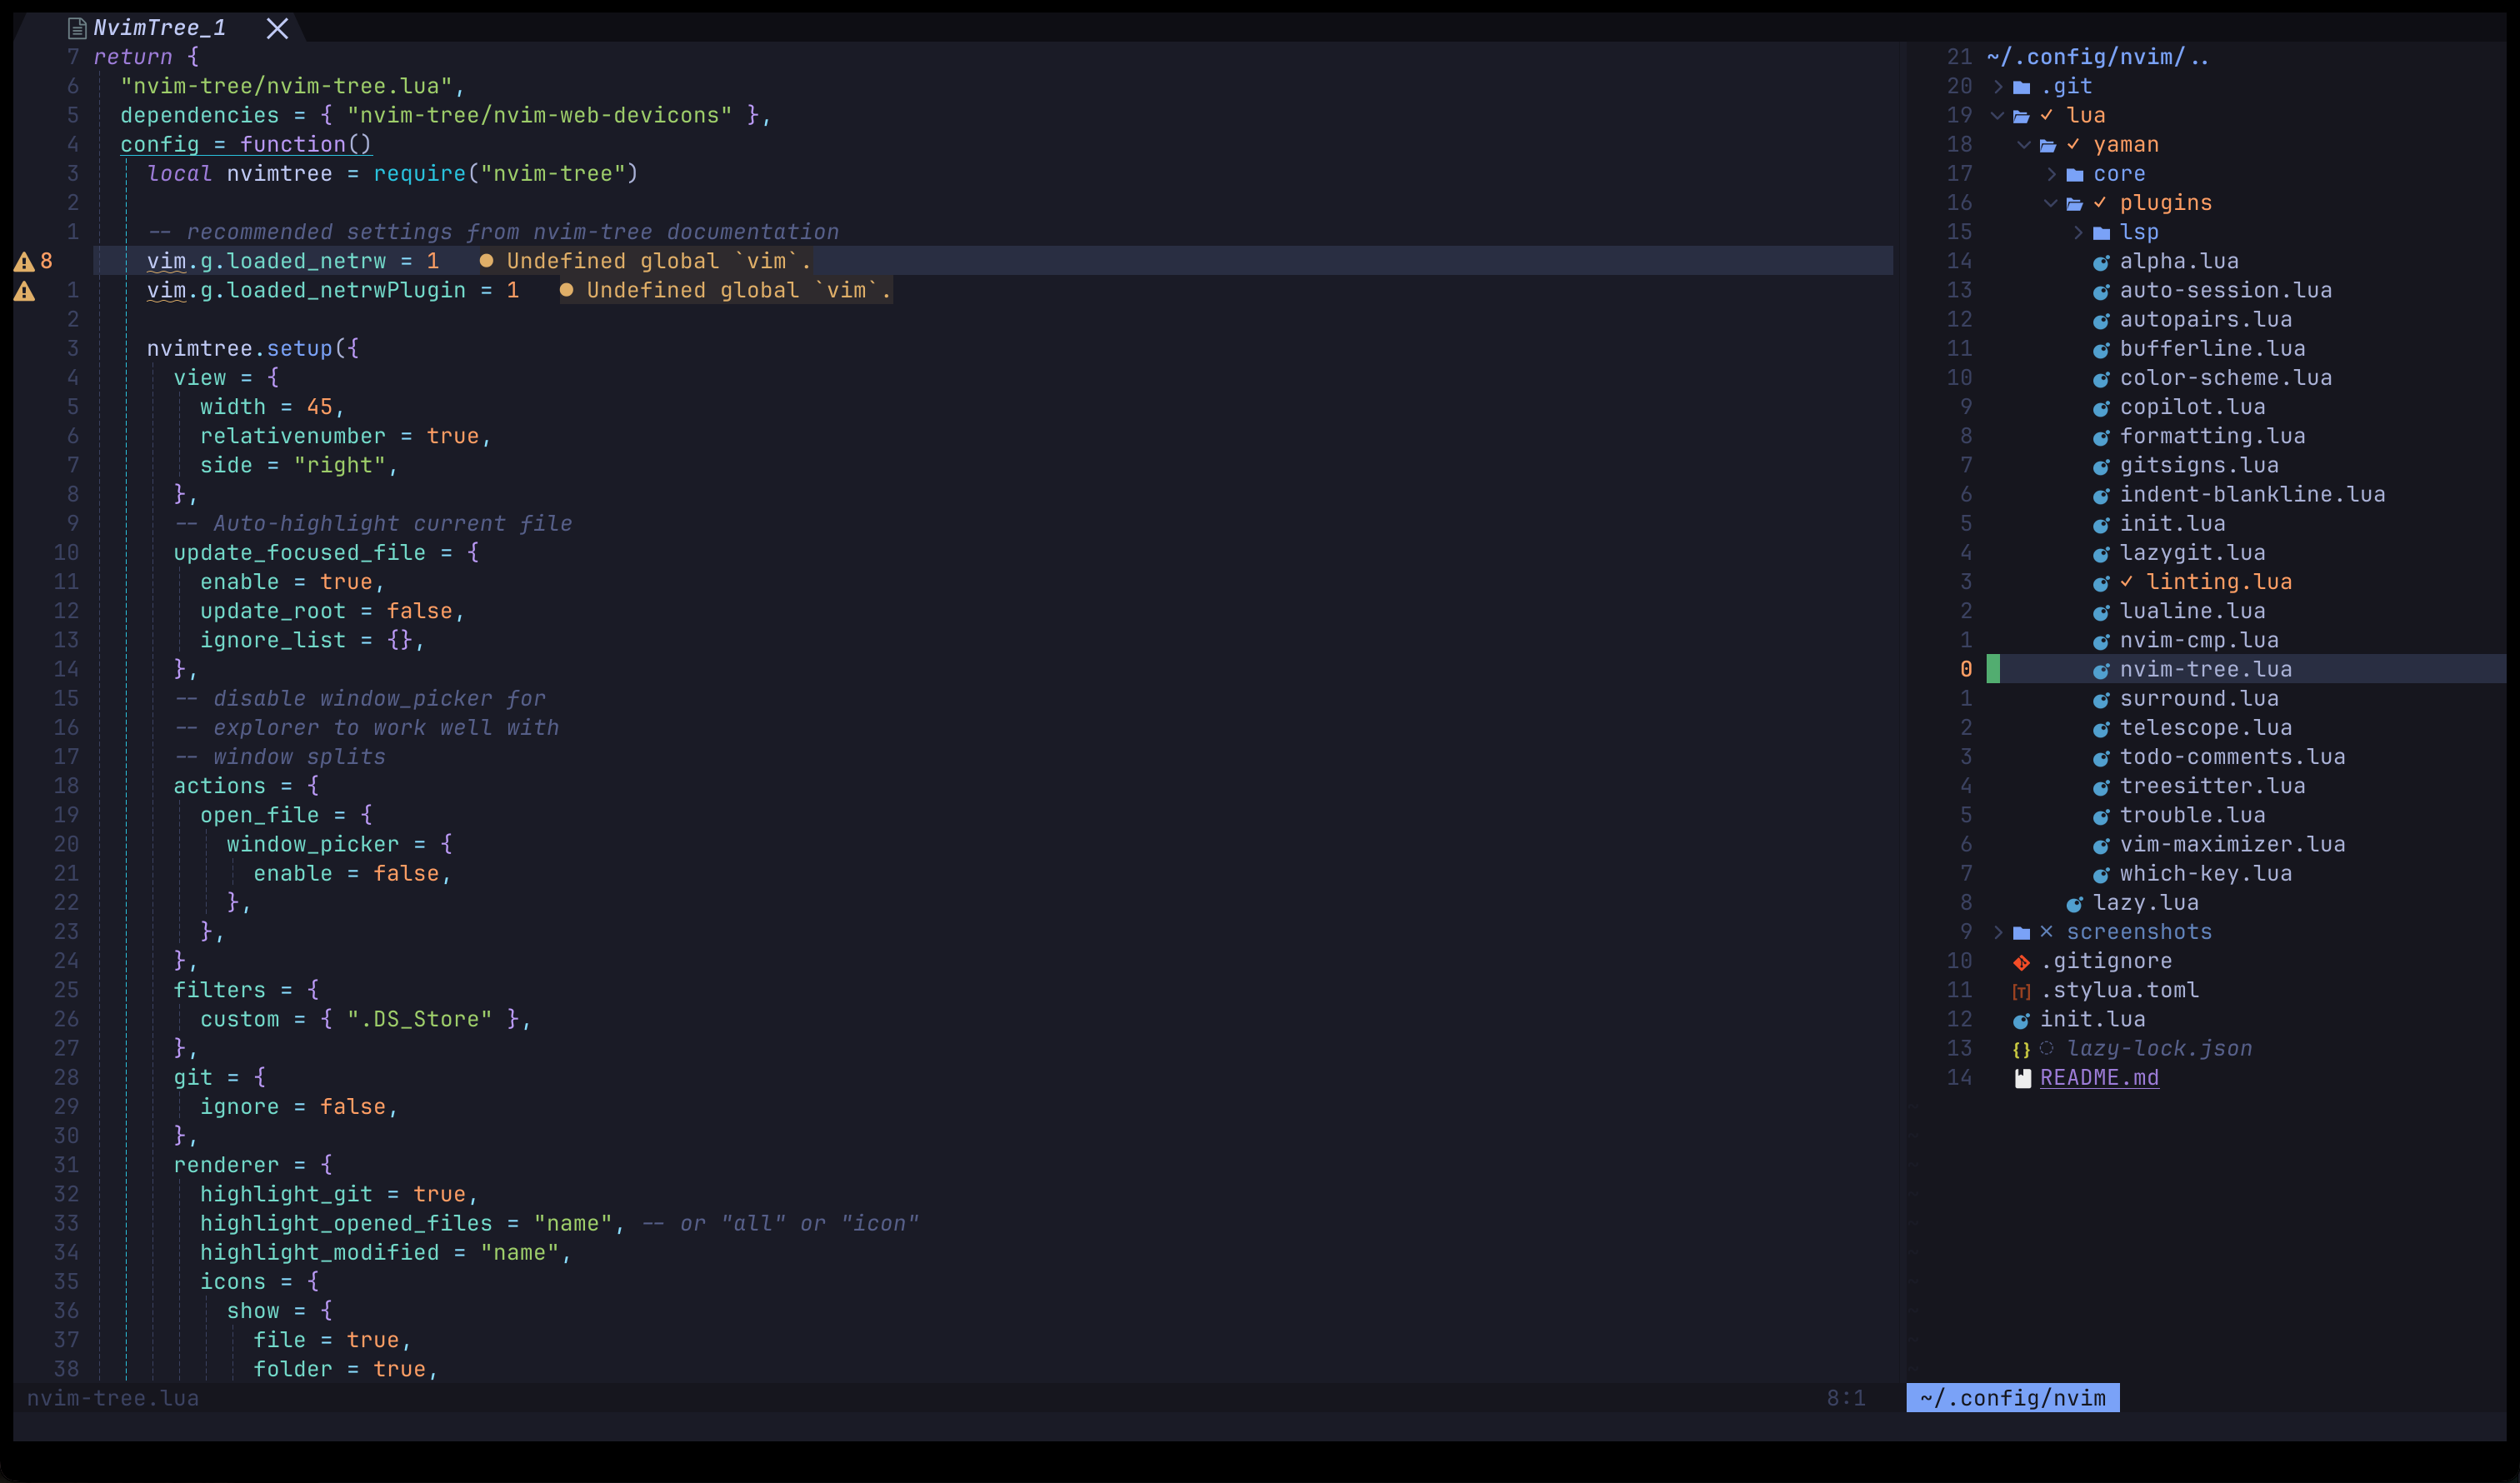 NvimTree_1
7 return {
6 "nvim-tree/nvim-tree.lua",
5 dependencies = { "nvim-tree/nvim-web-devicons" },
4 config = function()
3 local nvimtree = require("nvim-tree")
2
1 -- recommended settings from nvim-tree documentation
8 vim.g.loaded_netrw = 1 ● Undefined global `vim`.
1 vim.g.loaded_netrwPlugin = 1 ● Undefined global `vim`.
2
3 nvimtree.setup({
4 view = {
5 width = 45,
6 relativenumber = true,
7 side = "right",
8 },
9 -- Auto-highlight current file
10 update_focused_file = {
11 enable = true,
12 update_root = false,
13 ignore_list = {},
14 },
15 -- disable window_picker for
16 -- explorer to work well with
17 -- window splits
18 actions = {
19 open_file = {
20 window_picker = {
21 enable = false,
22 },
23 },
24 },
25 filters = {
26 custom = { ".DS_Store" },
27 },
28 git = {
29 ignore = false,
30 },
31 renderer = {
32 highlight_git = true,
33 highlight_opened_files = "name", -- or "all" or "icon"
34 highlight_modified = "name",
35 icons = {
36 show = {
37 file = true,
38 folder = true,
nvim-tree.lua 8:1
21 ~/.config/nvim/..
20 .git
19 ✓ lua
18 ✓ yaman
17 core
16 ✓ plugins
15 lsp
14 alpha.lua
13 auto-session.lua
12 autopairs.lua
11 bufferline.lua
10 color-scheme.lua
9 copilot.lua
8 formatting.lua
7 gitsigns.lua
6 indent-blankline.lua
5 init.lua
4 lazygit.lua
3 ✓ linting.lua
2 lualine.lua
1 nvim-cmp.lua
0 nvim-tree.lua
1 surround.lua
2 telescope.lua
3 todo-comments.lua
4 treesitter.lua
5 trouble.lua
6 vim-maximizer.lua
7 which-key.lua
8 lazy.lua
9 ✗ screenshots
10 .gitignore
11 [T] .stylua.toml
12 init.lua
13 {} ◌ lazy-lock.json
14 README.md
~/.config/nvim